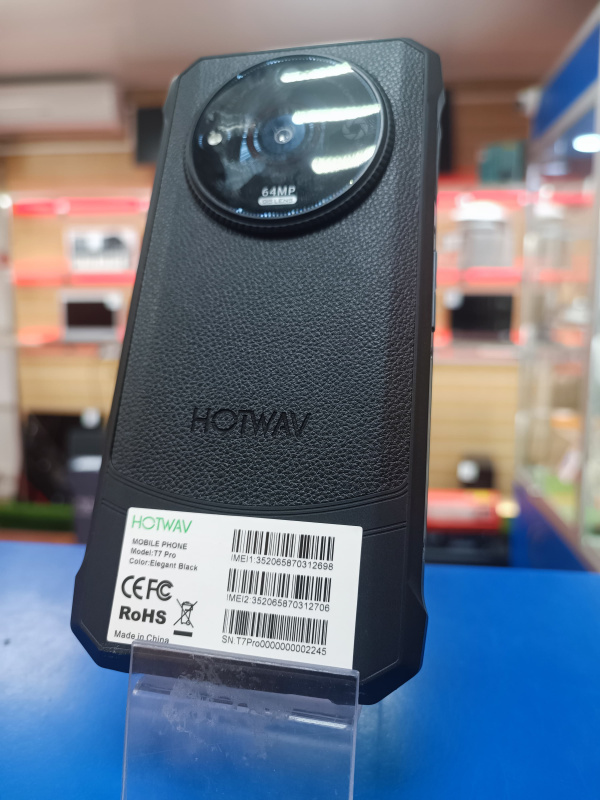 64MP
HOTWAV
HOTWAV
MOBILE PHONE
Model:T7 Pro
Color:Elegant Black
CE FC
RoHS
Made in China
IMEI1:352065870312698
IMEI2:352065870312706
SN:T7Pro0000000002245